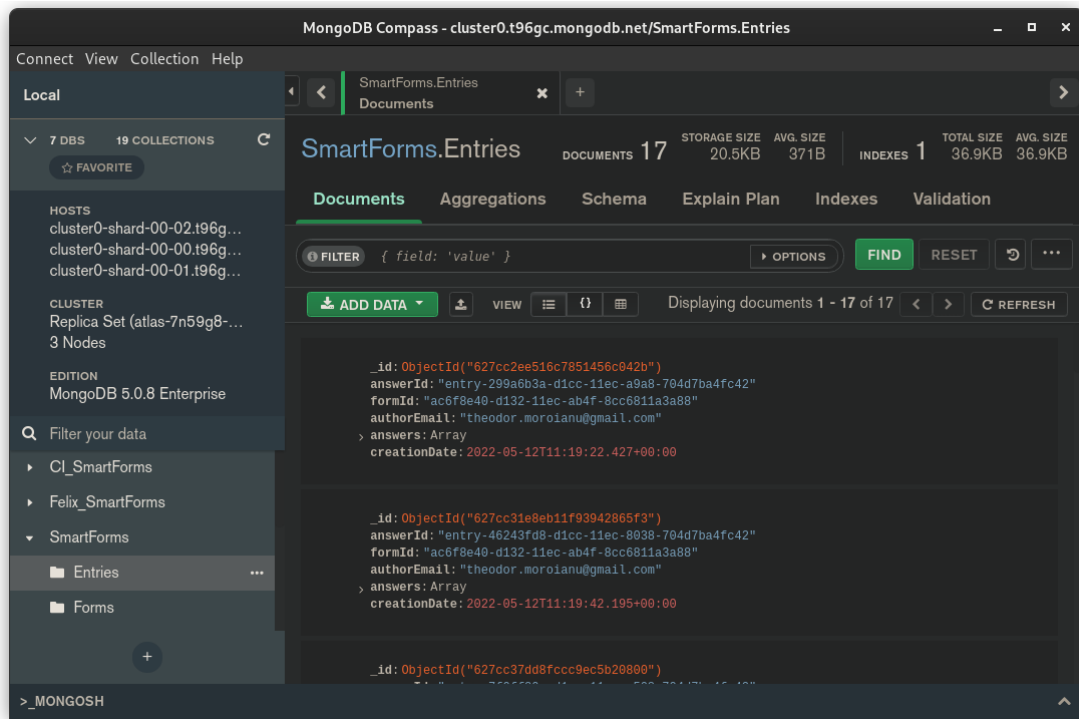 MongoDB Compass - cluster0.t96gc.mongodb.net/SmartForms.Entries
Connect View Collection Help
Local
7 DBS 19 COLLECTIONS
FAVORITE
HOSTS
cluster0-shard-00-02.t96g...
cluster0-shard-00-00.t96g...
cluster0-shard-00-01.t96g...
CLUSTER
Replica Set (atlas-7n59g8-...
3 Nodes
EDITION
MongoDB 5.0.8 Enterprise
Filter your data
CI_SmartForms
Felix_SmartForms
SmartForms
Entries
Forms
SmartForms.Entries
Documents
SmartForms.Entries
DOCUMENTS 17
STORAGE SIZE AVG. SIZE
20.5KB 371B
INDEXES 1
TOTAL SIZE AVG. SIZE
36.9KB 36.9KB
Documents Aggregations Schema Explain Plan Indexes Validation
FILTER { field: 'value' } OPTIONS FIND RESET
ADD DATA VIEW {} Displaying documents 1 - 17 of 17 REFRESH
_id: ObjectId("627cc2ee516c7851456c042b")
answerId: "entry-299a6b3a-d1cc-11ec-a9a8-704d7ba4fc42"
formId: "ac6f8e40-d132-11ec-ab4f-8cc6811a3a88"
authorEmail: "theodor.moroianu@gmail.com"
answers: Array
creationDate: 2022-05-12T11:19:22.427+00:00
_id: ObjectId("627cc31e8eb11f93942865f3")
answerId: "entry-46243fd8-d1cc-11ec-8038-704d7ba4fc42"
formId: "ac6f8e40-d132-11ec-ab4f-8cc6811a3a88"
authorEmail: "theodor.moroianu@gmail.com"
answers: Array
creationDate: 2022-05-12T11:19:42.195+00:00
_id: ObjectId("627cc37dd8fccc9ec5b20800")
>_MONGOSH